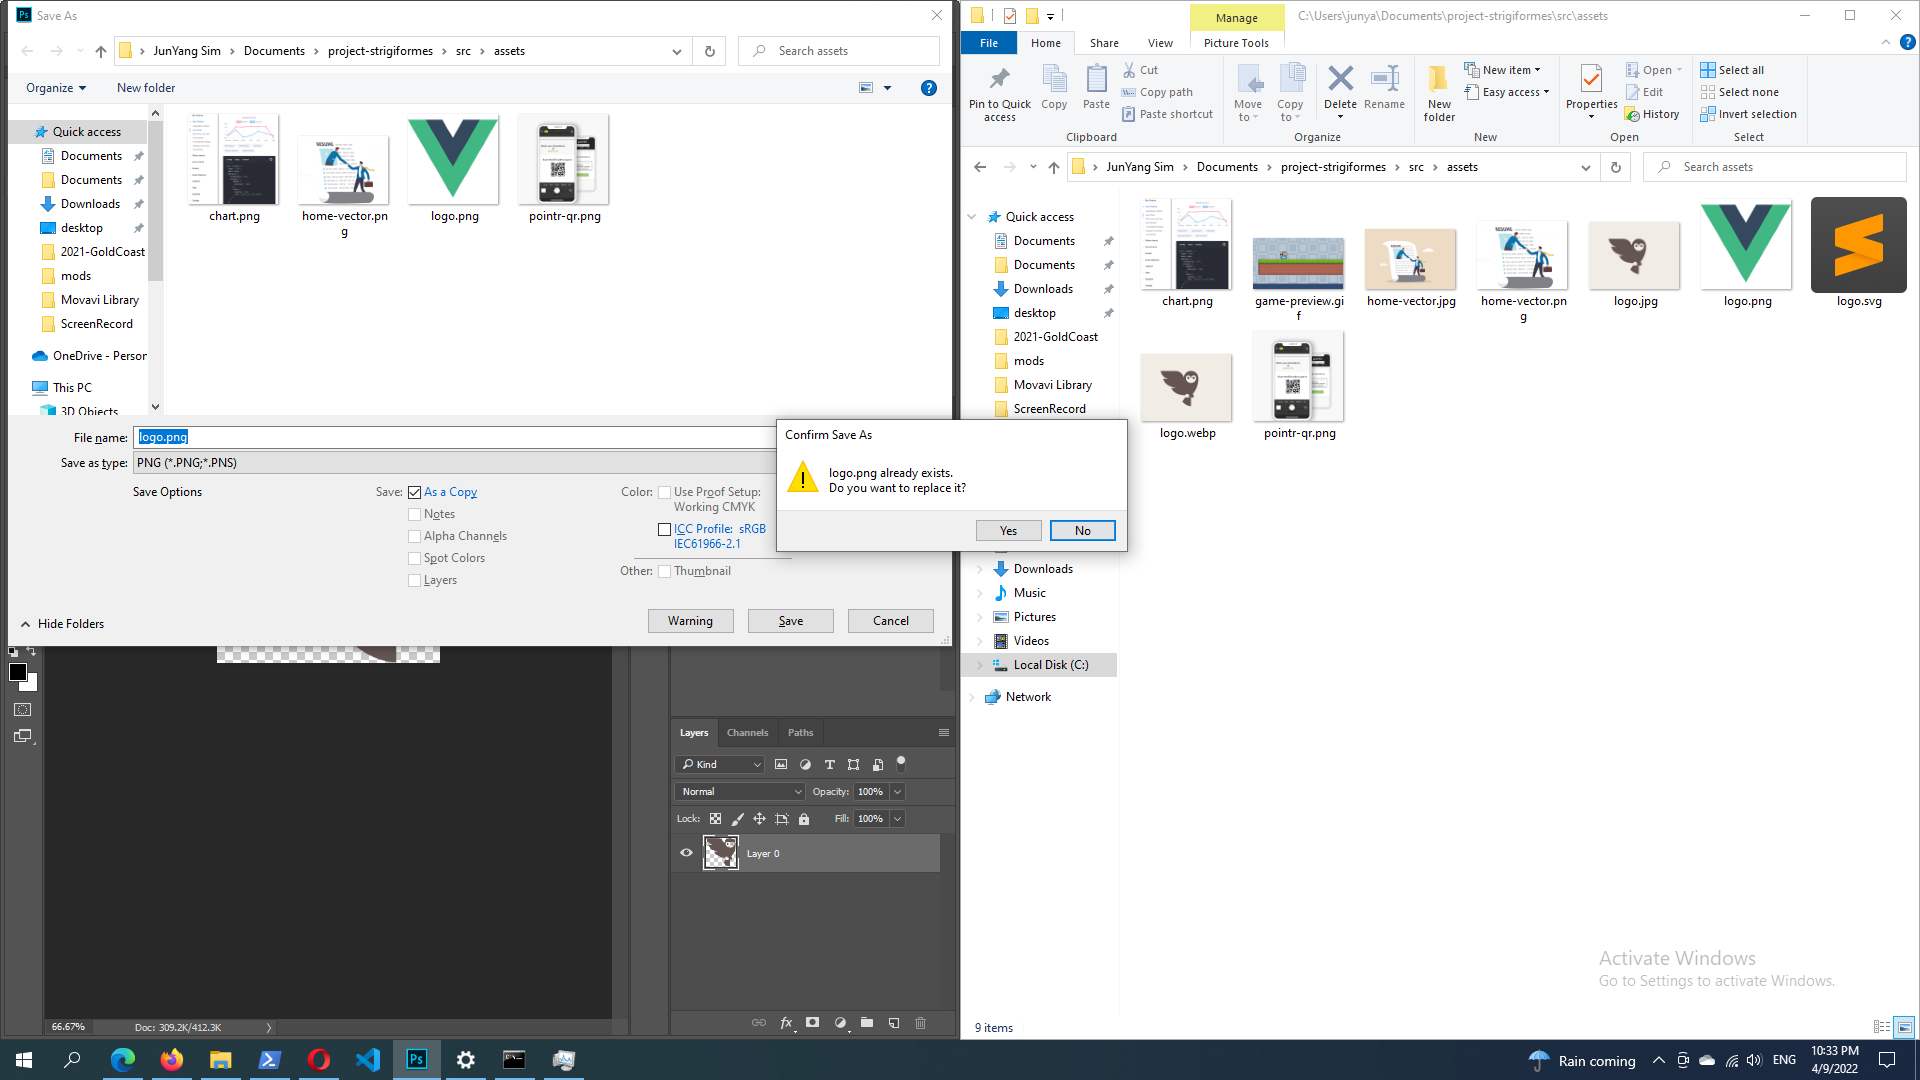 Save As
JunYang Sim
Documents
project-strigiformes
src
assets
Search assets
Organize
New folder
Quick access
Documents
Documents
Downloads
desktop
2021-GoldCoast
mods
Movavi Library
ScreenRecord
OneDrive - Person
This PC
3D Objects
chart.png
home-vector.pn
g
logo.png
pointr-qr.png
File name:
logo.png
Save as type:
PNG (*.PNG;*.PNS)
Save Options
Save:
As a Copy
Notes
Alpha Channels
Spot Colors
Layers
Color:
Use Proof Setup:
Working CMYK
ICC Profile: sRGB
IEC61966-2.1
Other:
Thumbnail
Hide Folders
Warning
Save
Cancel
Confirm Save As
logo.png already exists.
Do you want to replace it?
Yes
No
Layers
Channels
Paths
Kind
Normal
Opacity:
100%
Lock:
Fill:
100%
Layer 0
66.67%
Doc: 309.2K/412.3K
Manage
C:\Users\junya\Documents\project-strigiformes\src\assets
File
Home
Share
View
Picture Tools
Pin to Quick
access
Copy
Paste
Cut
Copy path
Paste shortcut
Clipboard
Move
to
Copy
to
Delete
Rename
Organize
New
folder
New item
Easy access
New
Properties
Open
Edit
History
Open
Select all
Select none
Invert selection
Select
JunYang Sim
Documents
project-strigiformes
src
assets
Search assets
Quick access
Documents
Documents
Downloads
desktop
2021-GoldCoast
mods
Movavi Library
ScreenRecord
Downloads
Music
Pictures
Videos
Local Disk (C:)
Network
chart.png
game-preview.gi
f
home-vector.jpg
home-vector.pn
g
logo.jpg
logo.png
logo.svg
logo.webp
pointr-qr.png
Activate Windows
Go to Settings to activate Windows.
9 items
Ps
Rain coming
ENG
10:33 PM
4/9/2022